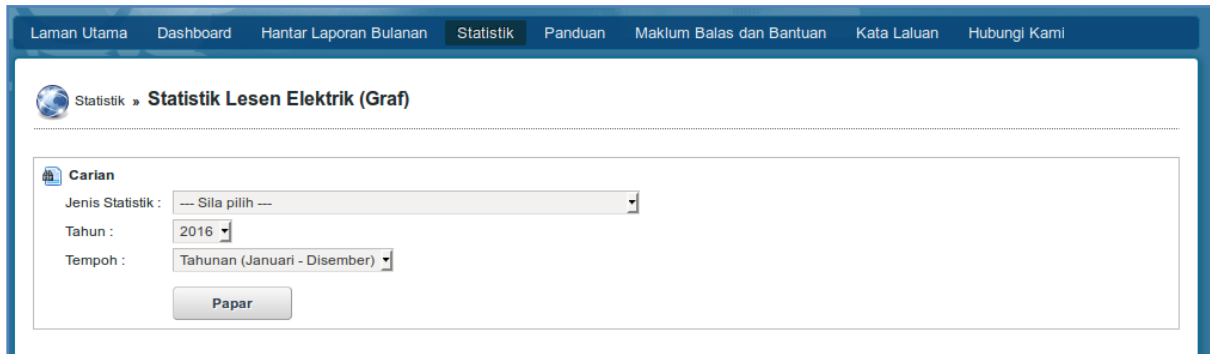 Laman Utama Dashboard Hantar Laporan Bulanan Statistik Panduan Maklum Balas dan Bantuan Kata Laluan Hubungi Kami
Statistik » Statistik Lesen Elektrik (Graf)
Carian
Jenis Statistik : --- Sila pilih ---
Tahun : 2016
Tempoh : Tahunan (Januari - Disember)
Papar